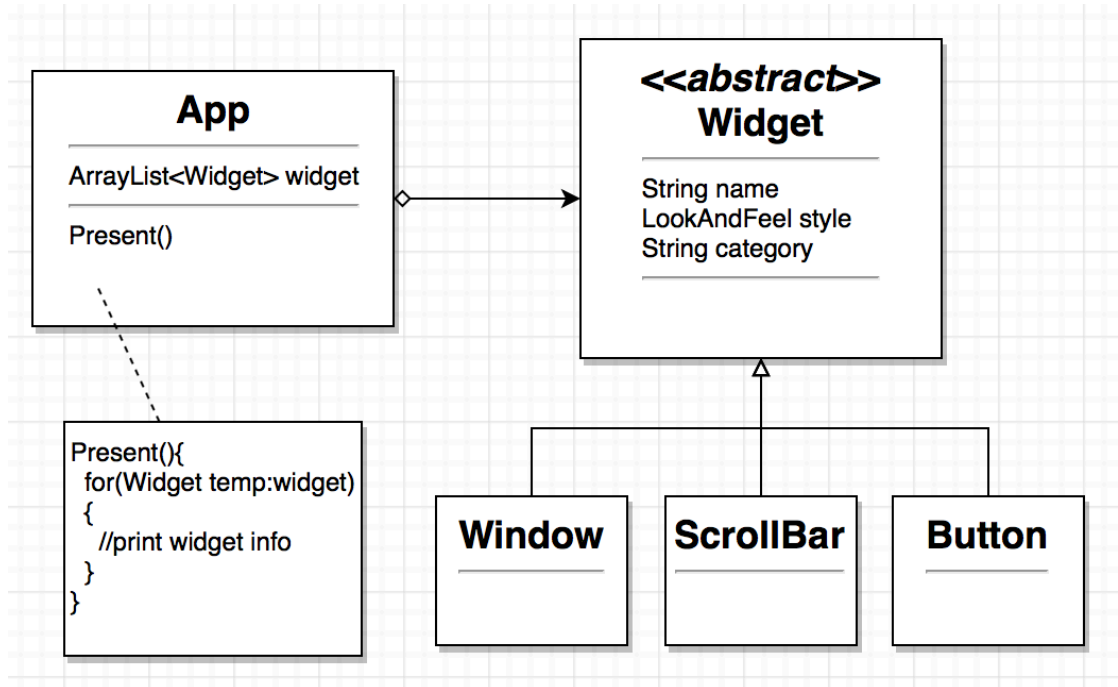 App
ArrayList<Widget> widget
Present()
<<abstract>>
Widget
String name
LookAndFeel style
String category
Present(){
for(Widget temp:widget)
{
//print widget info
}
}
Window
ScrollBar
Button